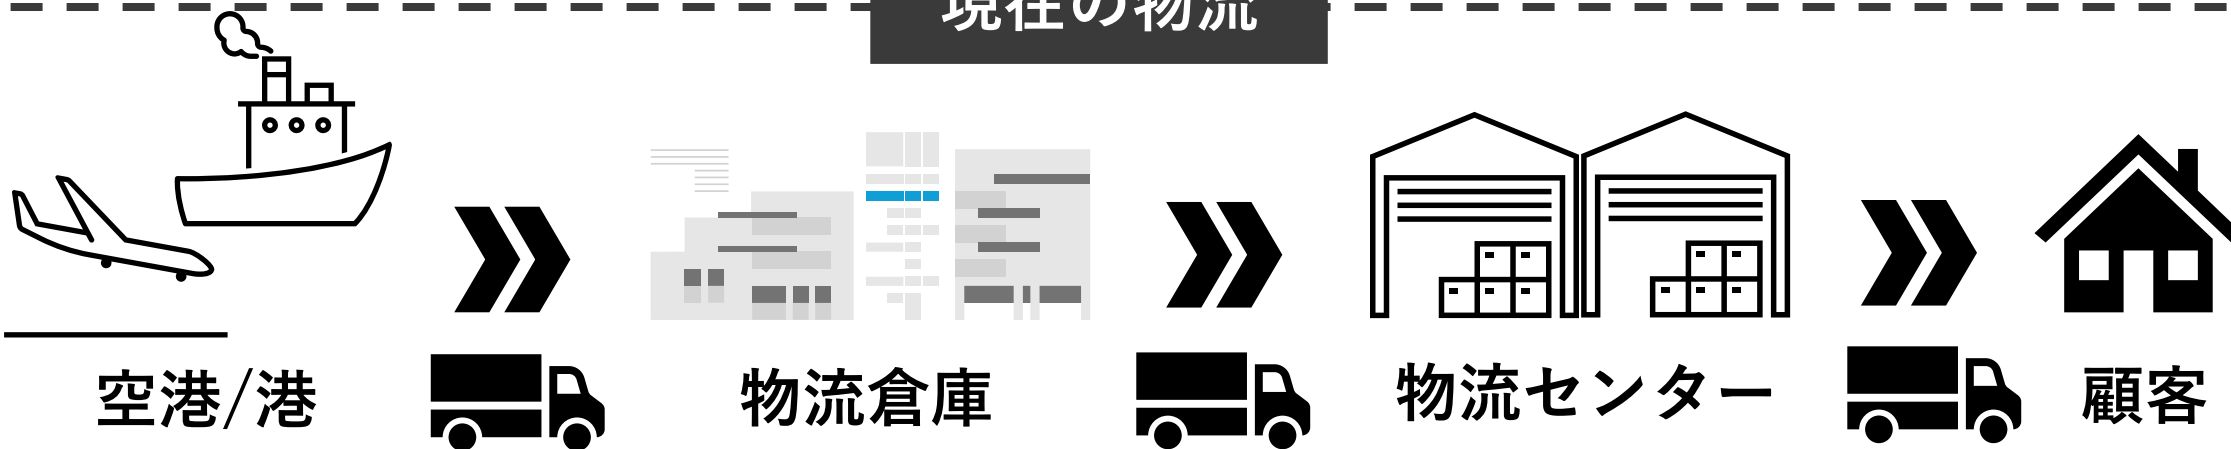 現在の物流
空港/港
物流倉庫
物流センター
顧客